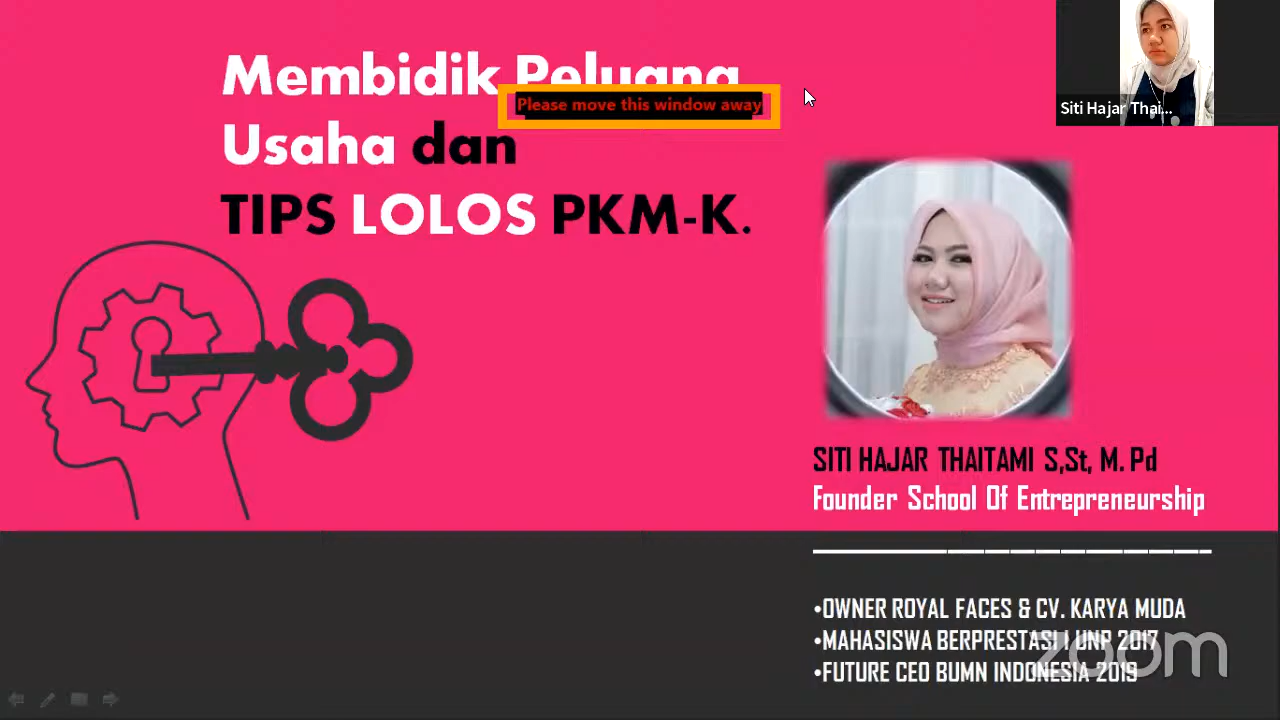 Membidik Peluang
Please move this window away
Usaha dan
TIPS LOLOS PKM-K.
Siti Hajar Thai...
SITI HAJAR THAITAMI S,St, M. Pd
Founder School Of Entrepreneurship
•OWNER ROYAL FACES & CV. KARYA MUDA
•MAHASISWA BERPRESTASI I UNP 2017
•FUTURE CEO BUMN INDONESIA 2019
zoom